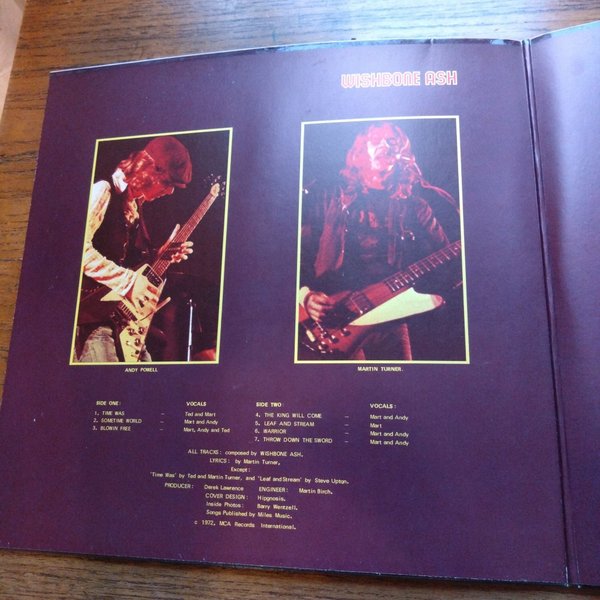 WISHBONE ASH
ANDY POWELL
MARTIN TURNER.
SIDE ONE: VOCALS
1. TIME WAS – Ted and Mart
2. SOMETIME WORLD – Mart and Andy
3. BLOWIN FREE – Mart, Andy and Ted
SIDE TWO: VOCALS:
4. THE KING WILL COME – Mart and Andy
5. LEAF AND STREAM – Mart
6. WARRIOR – Mart and Andy
7. THROW DOWN THE SWORD – Mart and Andy
ALL TRACKS: composed by WISHBONE ASH.
LYRICS: by Martin Turner,
Except:
'Time Was' by Ted and Martin Turner, and 'Leaf and Stream' by Steve Upton.
PRODUCER: Derek Lawrence ENGINEER: Martin Birch.
COVER DESIGN: Hipgnosis.
Inside Photos: Barry Wentzell.
Songs Published by Miles Music.
c 1972, MCA Records International.